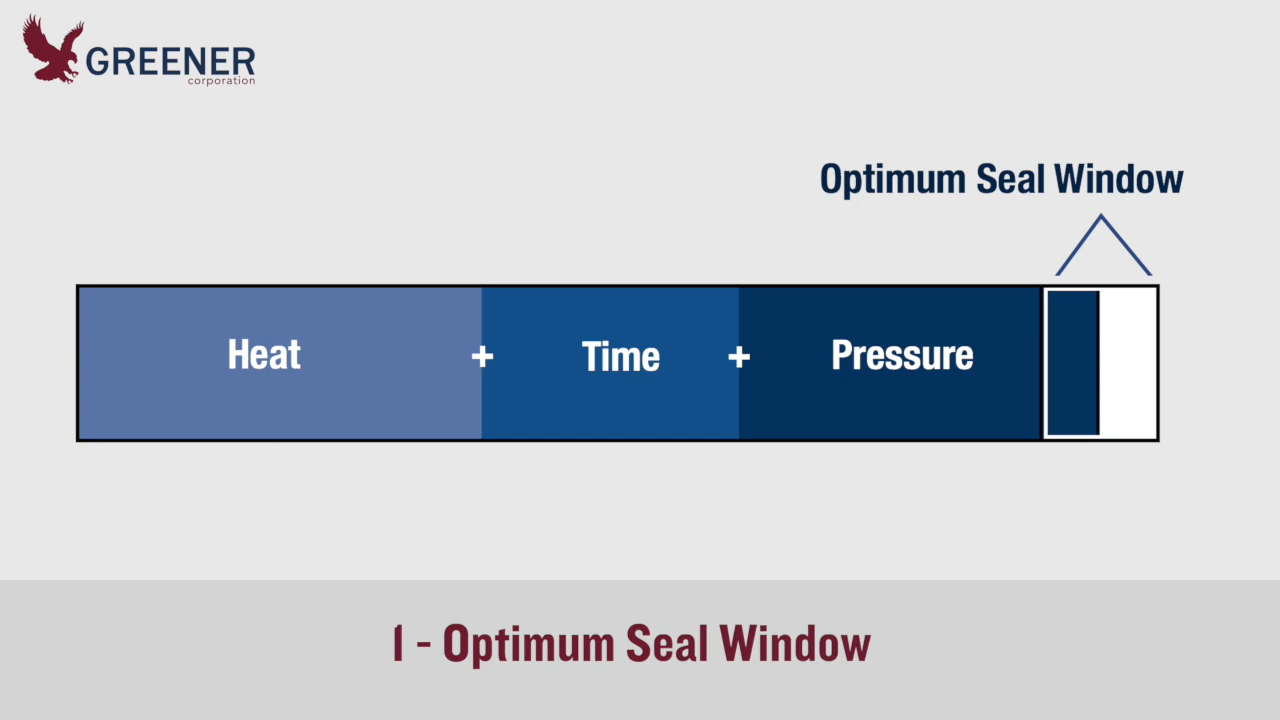 GREENER
corporation
Optimum Seal Window
Heat + Time + Pressure
1 - Optimum Seal Window